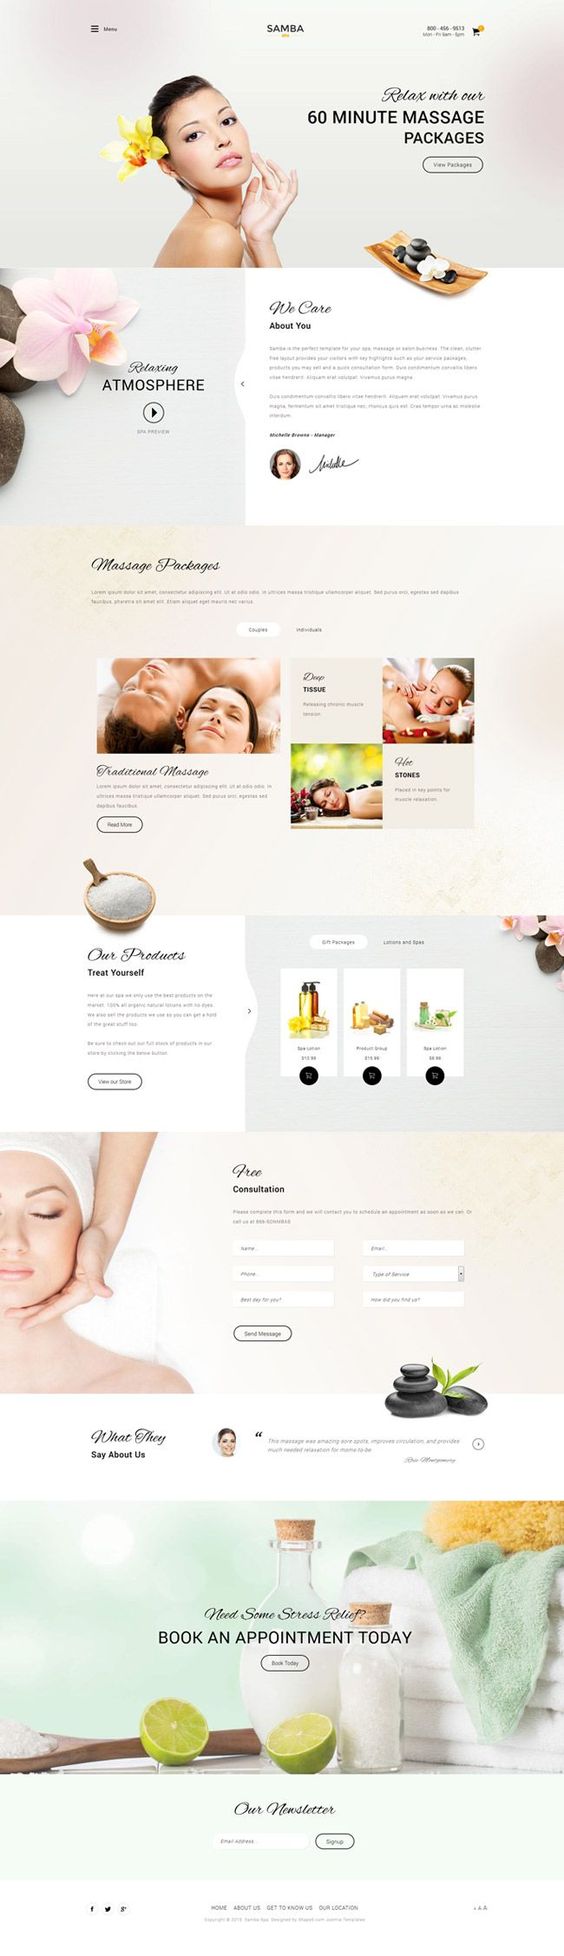 Menu
SAMBA
spa
800 - 456 - 9513
Mon - Fri 9am - 5pm
Relax with our
60 MINUTE MASSAGE
PACKAGES
View Packages
Relaxing
ATMOSPHERE
SPA PREVIEW
We Care
About You
Samba is the perfect template for your spa, massage or salon business. The clean, clutter
free layout provides your visitors with key highlights such as your service packages,
products you may sell and a quick consultation form. Duis condimentum convallis libero
vitae hendrerit. Aliquam erat volutpat. Vivamus purus magna.
Duis condimentum convallis libero vitae hendrerit. Aliquam erat volutpat. Vivamus purus
magna, fermentum sit amet tristique nec, rhoncus quis est. Cras tempor urna ac molestie
interdum.
Michelle Browne - Manager
Michelle
Massage Packages
Lorem ipsum dolor sit amet, consectetur adipiscing elit. Ut at odio odio. In ultrices massa tristique ullamcorper aliquet. Sed purus orci, egestas sed dapibus
faucibus, pharetra sit amet elit. Etiam aliquet egestas mauris nec varius.
Couples
Individuals
Traditional Massage
Lorem ipsum dolor sit amet, consectetur adipiscing elit. Ut at odio odio. In ultrices
massa tristique ullamcorper aliquet. Sed purus orci, egestas sed
dapibus faucibus.
Read More
Deep
TISSUE
Releasing chronic muscle
tension.
Hot
STONES
Placed in key points for
muscle relaxation.
Our Products
Treat Yourself
Here at our spa we only use the best products on the
market. 100% all organic natural lotions with no dyes.
We also sell the products we use so you can get a hold
of the great stuff too.
Be sure to check out our full stock of products in our
store by clicking the below button.
View our Store
Gift Packages
Lotions and Spas
Spa Lotion
Product Group
Spa Lotion
Free
Consultation
Please complete this form and we will contact you to schedule an appointment as soon as we can. Or
call us at
Name...
Email...
Phone...
Type of Service
Best day for you?
How did you find us?
Send Message
What They
Say About Us
“ This massage was amazing sore spots, improves circulation, and provides
much needed relaxation for moms-to-be
Rose Montgomery
Need Some Stress Relief?
BOOK AN APPOINTMENT TODAY
Book Today
Our Newsletter
Email Address...
Signup
HOME ABOUT US GET TO KNOW US OUR LOCATION
A A A
Samba Spa. Designed by Shape5.com Joomla Templates